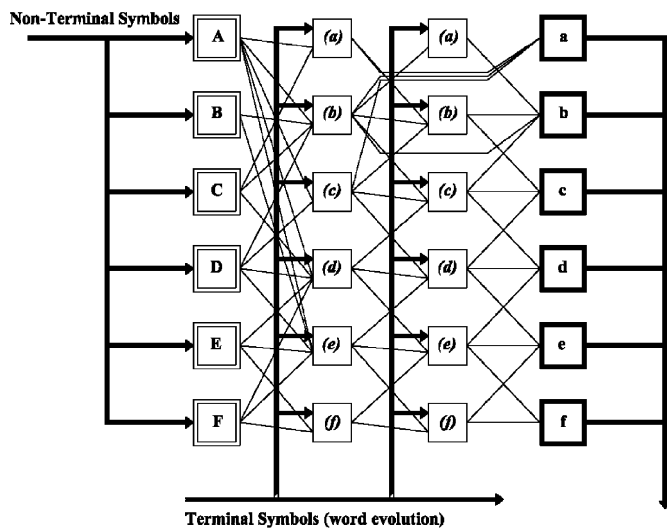 Non-Terminal Symbols
A (a) (a) a
B (b) (b) b
C (c) (c) c
D (d) (d) d
E (e) (e) e
F (f) (f) f
Terminal Symbols (word evolution)